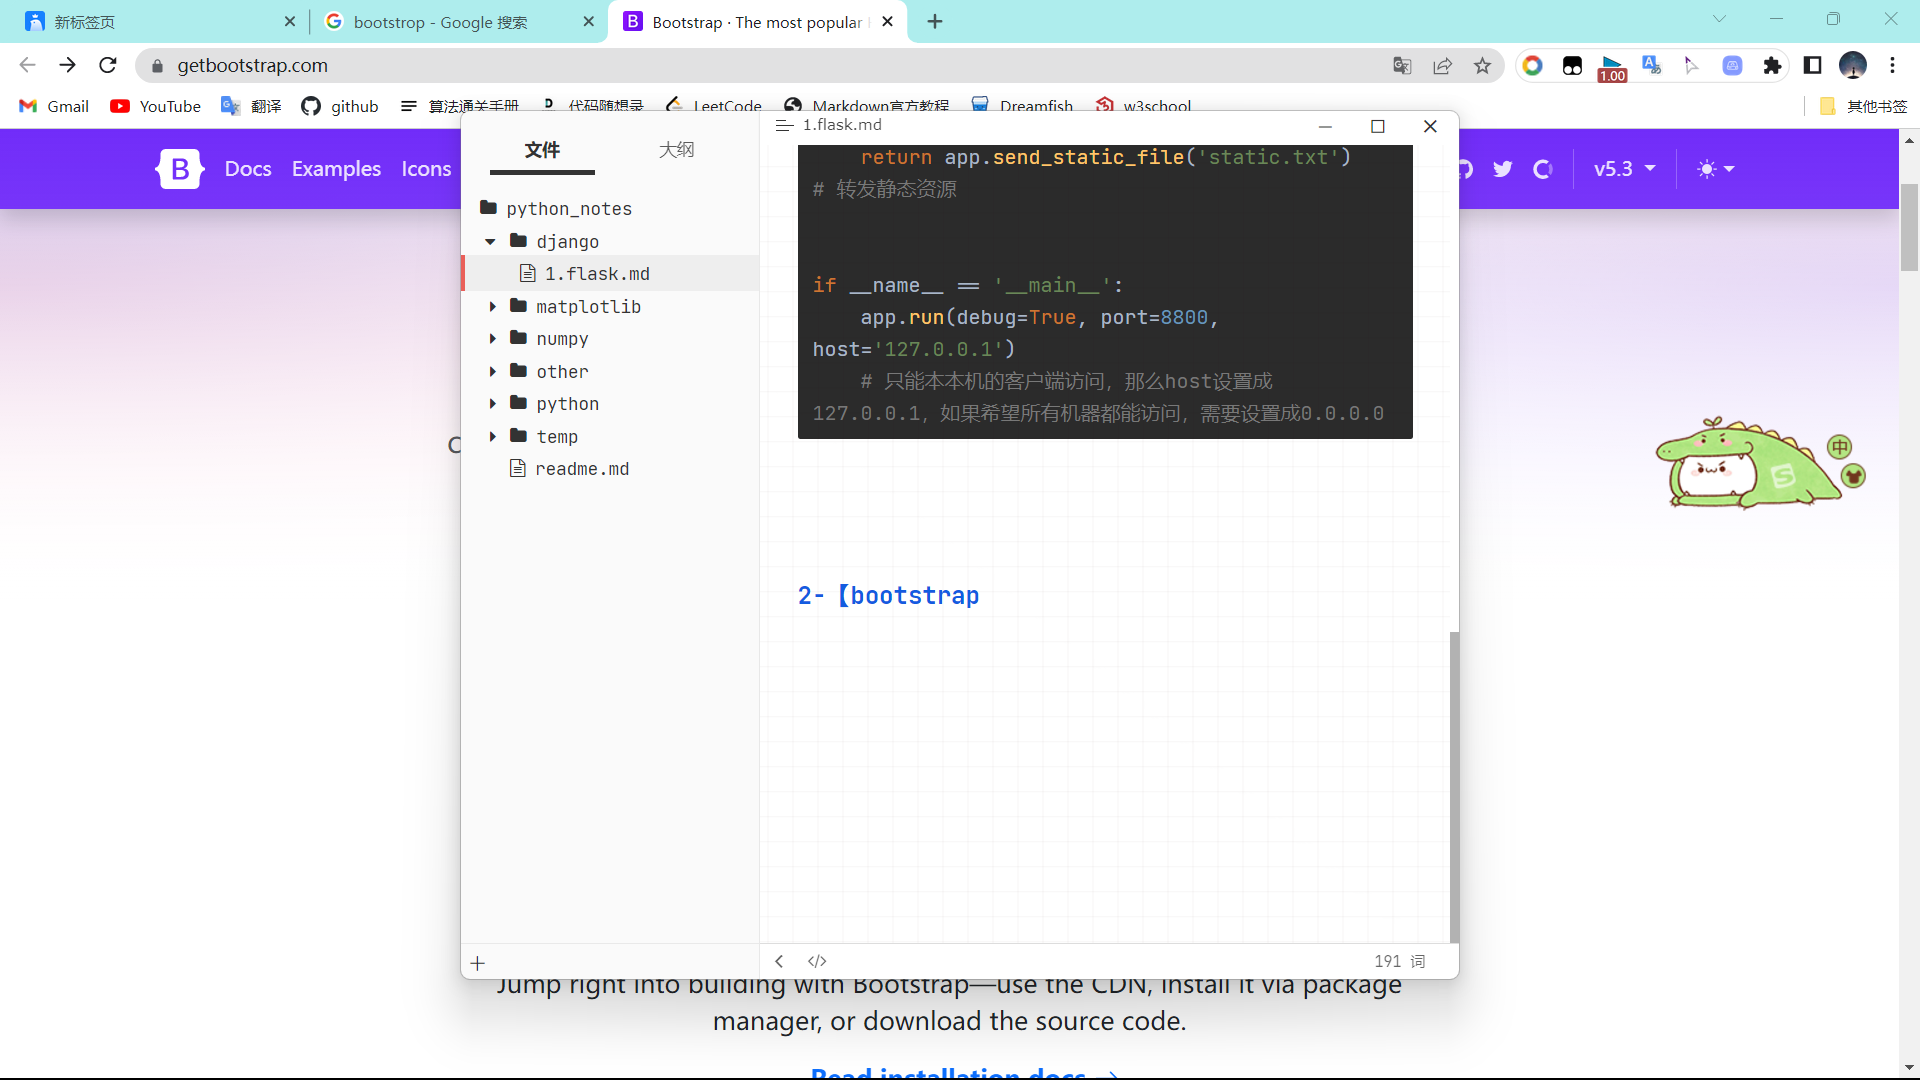 新标签页
bootstrop - Google 搜索
Bootstrap · The most popular
getbootstrap.com
1.00
Gmail
YouTube
翻译
github
算法通关手册
代码随想录
LeetCode
Markdown官方教程
Dreamfish
w3school
其他书签
B
Docs
Examples
Icons
v5.3
文件
大纲
python_notes
django
1.flask.md
matplotlib
numpy
other
python
temp
readme.md
1.flask.md
return app.send_static_file('static.txt')
# 转发静态资源
if __name__ == '__main__':
app.run(debug=True, port=8800,
host='127.0.0.1')
# 只能本本机的客户端访问，那么host设置成
127.0.0.1，如果希望所有机器都能访问，需要设置成0.0.0.0
2-【bootstrap
191 词
中
S
Jump right into building with Bootstrap—use the CDN, install it via package
manager, or download the source code.
Read installation docs →